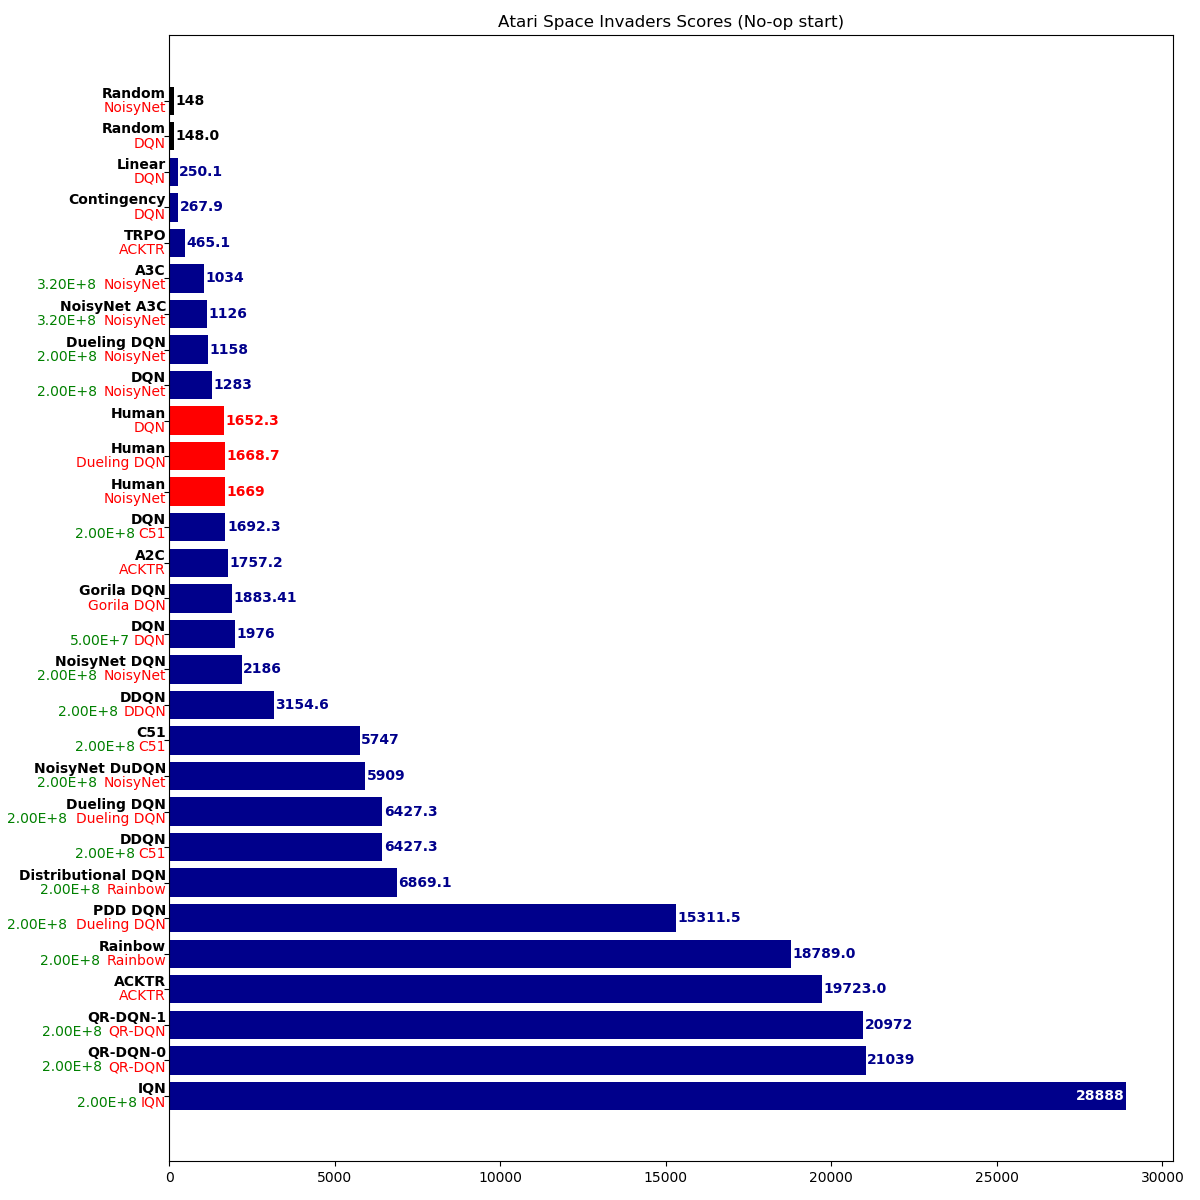 Atari Space Invaders Scores (No-op start)
Random
NoisyNet
148
Random
DQN
148.0
Linear
DQN
250.1
Contingency
DQN
267.9
TRPO
ACKTR
465.1
A3C
3.20E+8 NoisyNet
1034
NoisyNet A3C
3.20E+8 NoisyNet
1126
Dueling DQN
2.00E+8 NoisyNet
1158
DQN
2.00E+8 NoisyNet
1283
Human
DQN
1652.3
Human
Dueling DQN
1668.7
Human
NoisyNet
1669
DQN
2.00E+8 C51
1692.3
A2C
ACKTR
1757.2
Gorila DQN
Gorila DQN
1883.41
DQN
5.00E+7 DQN
1976
NoisyNet DQN
2.00E+8 NoisyNet
2186
DDQN
2.00E+8 DDQN
3154.6
C51
2.00E+8 C51
5747
NoisyNet DuDQN
2.00E+8 NoisyNet
5909
Dueling DQN
2.00E+8 Dueling DQN
6427.3
DDQN
2.00E+8 C51
6427.3
Distributional DQN
2.00E+8 Rainbow
6869.1
PDD DQN
2.00E+8 Dueling DQN
15311.5
Rainbow
2.00E+8 Rainbow
18789.0
ACKTR
ACKTR
19723.0
QR-DQN-1
2.00E+8 QR-DQN
20972
QR-DQN-0
2.00E+8 QR-DQN
21039
IQN
2.00E+8 IQN
28888
0 5000 10000 15000 20000 25000 30000